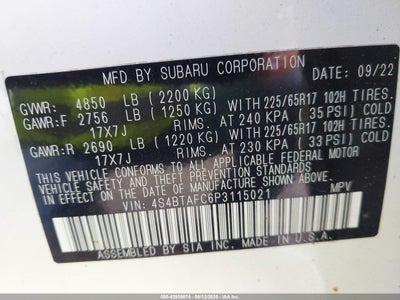 MFD BY SUBARU CORPORATION DATE: 09/22
GVWR: 4850 LB (2200 KG)
GAWR:F 2756 LB (1250 KG) WITH 225/65R17 102H TIRES,
17X7J RIMS. AT 240 KPA (35 PSI) COLD
GAWR:R 2690 LB (1220 KG) WITH 225/65R17 102H TIRES,
17X7J RIMS. AT 230 KPA (33 PSI) COLD
THIS VEHICLE CONFORMS TO ALL APPLICABLE FEDERAL MOTOR
VEHICLE SAFETY STANDARDS
IN EFFECT ON THE DATE OF MANUFACTURE SHOWN ABOVE.
VIN: 4S4BTAFC6P3115021 MPV
ASSEMBLED BY SIA INC. MADE IN U.S.A.